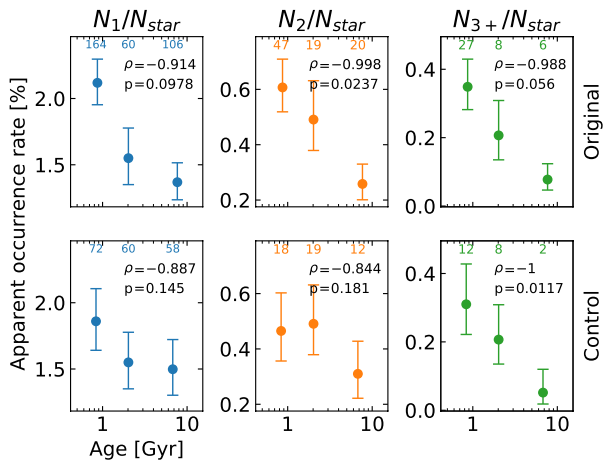 N1/Nstar N2/Nstar N3+/Nstar
164 60 106 47 19 20 27 8 6
ρ=−0.914 ρ=−0.998 ρ=−0.988
p=0.0978 p=0.0237 p=0.056
2.0 0.6 0.4
1.5 0.4 0.2
0.2 0.0
Original
Apparent occurrence rate [%]
72 60 58 18 19 12 12 8 2
ρ=−0.887 ρ=−0.844 ρ=−1
p=0.145 p=0.181 p=0.0117
2.0 0.6 0.4
1.5 0.4 0.2
0.2 0.0
Control
1 10 1 10 1 10
Age [Gyr]